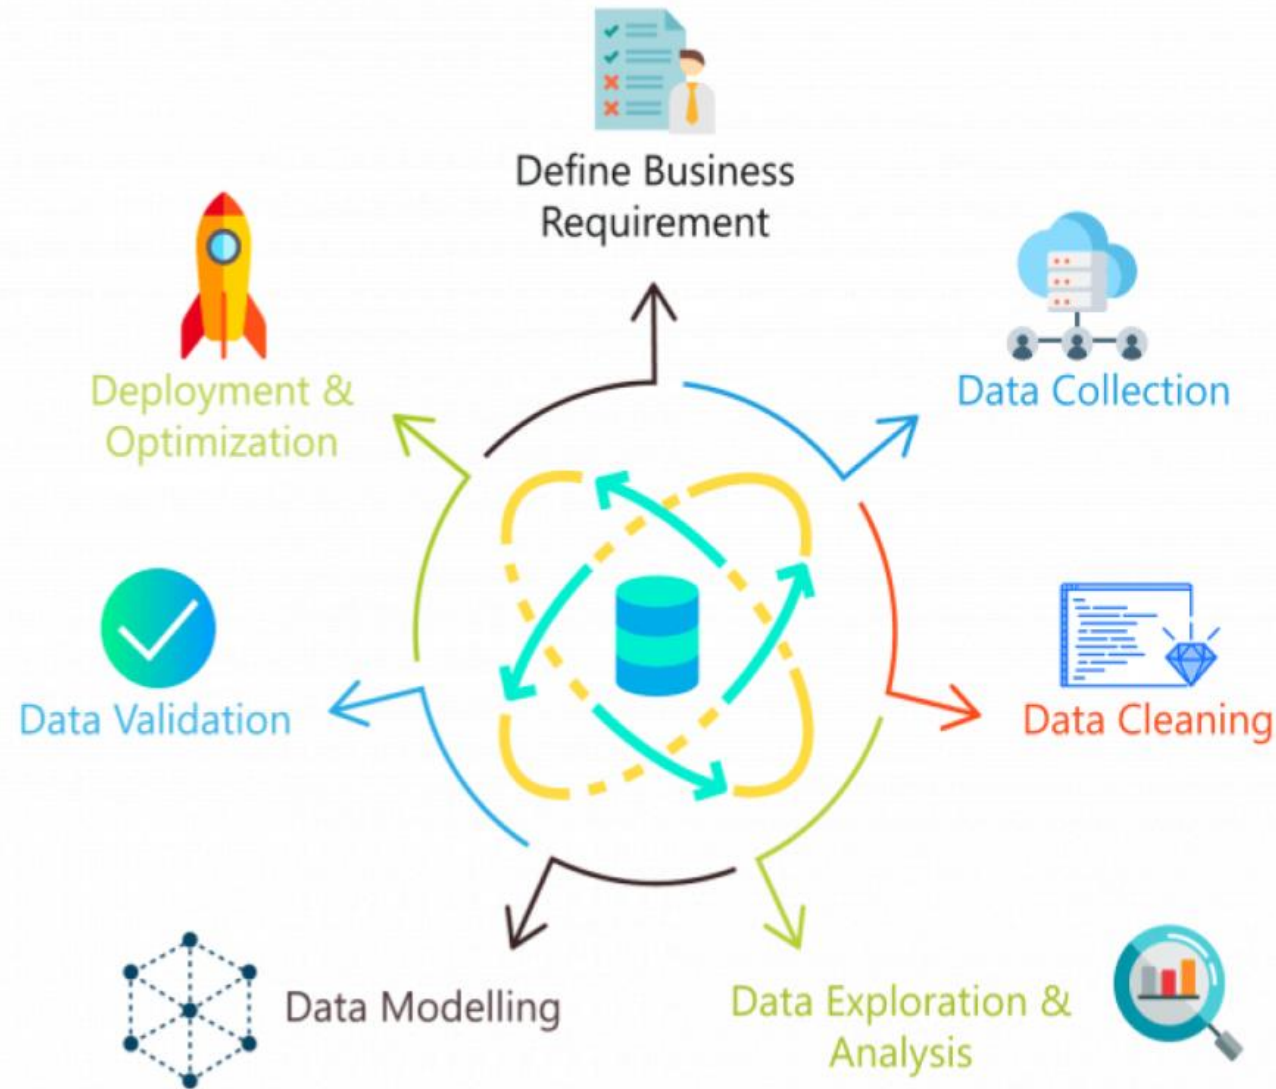 Define Business
Requirement
Data Collection
Data Cleaning
Data Exploration &
Analysis
Data Modelling
Data Validation
Deployment &
Optimization